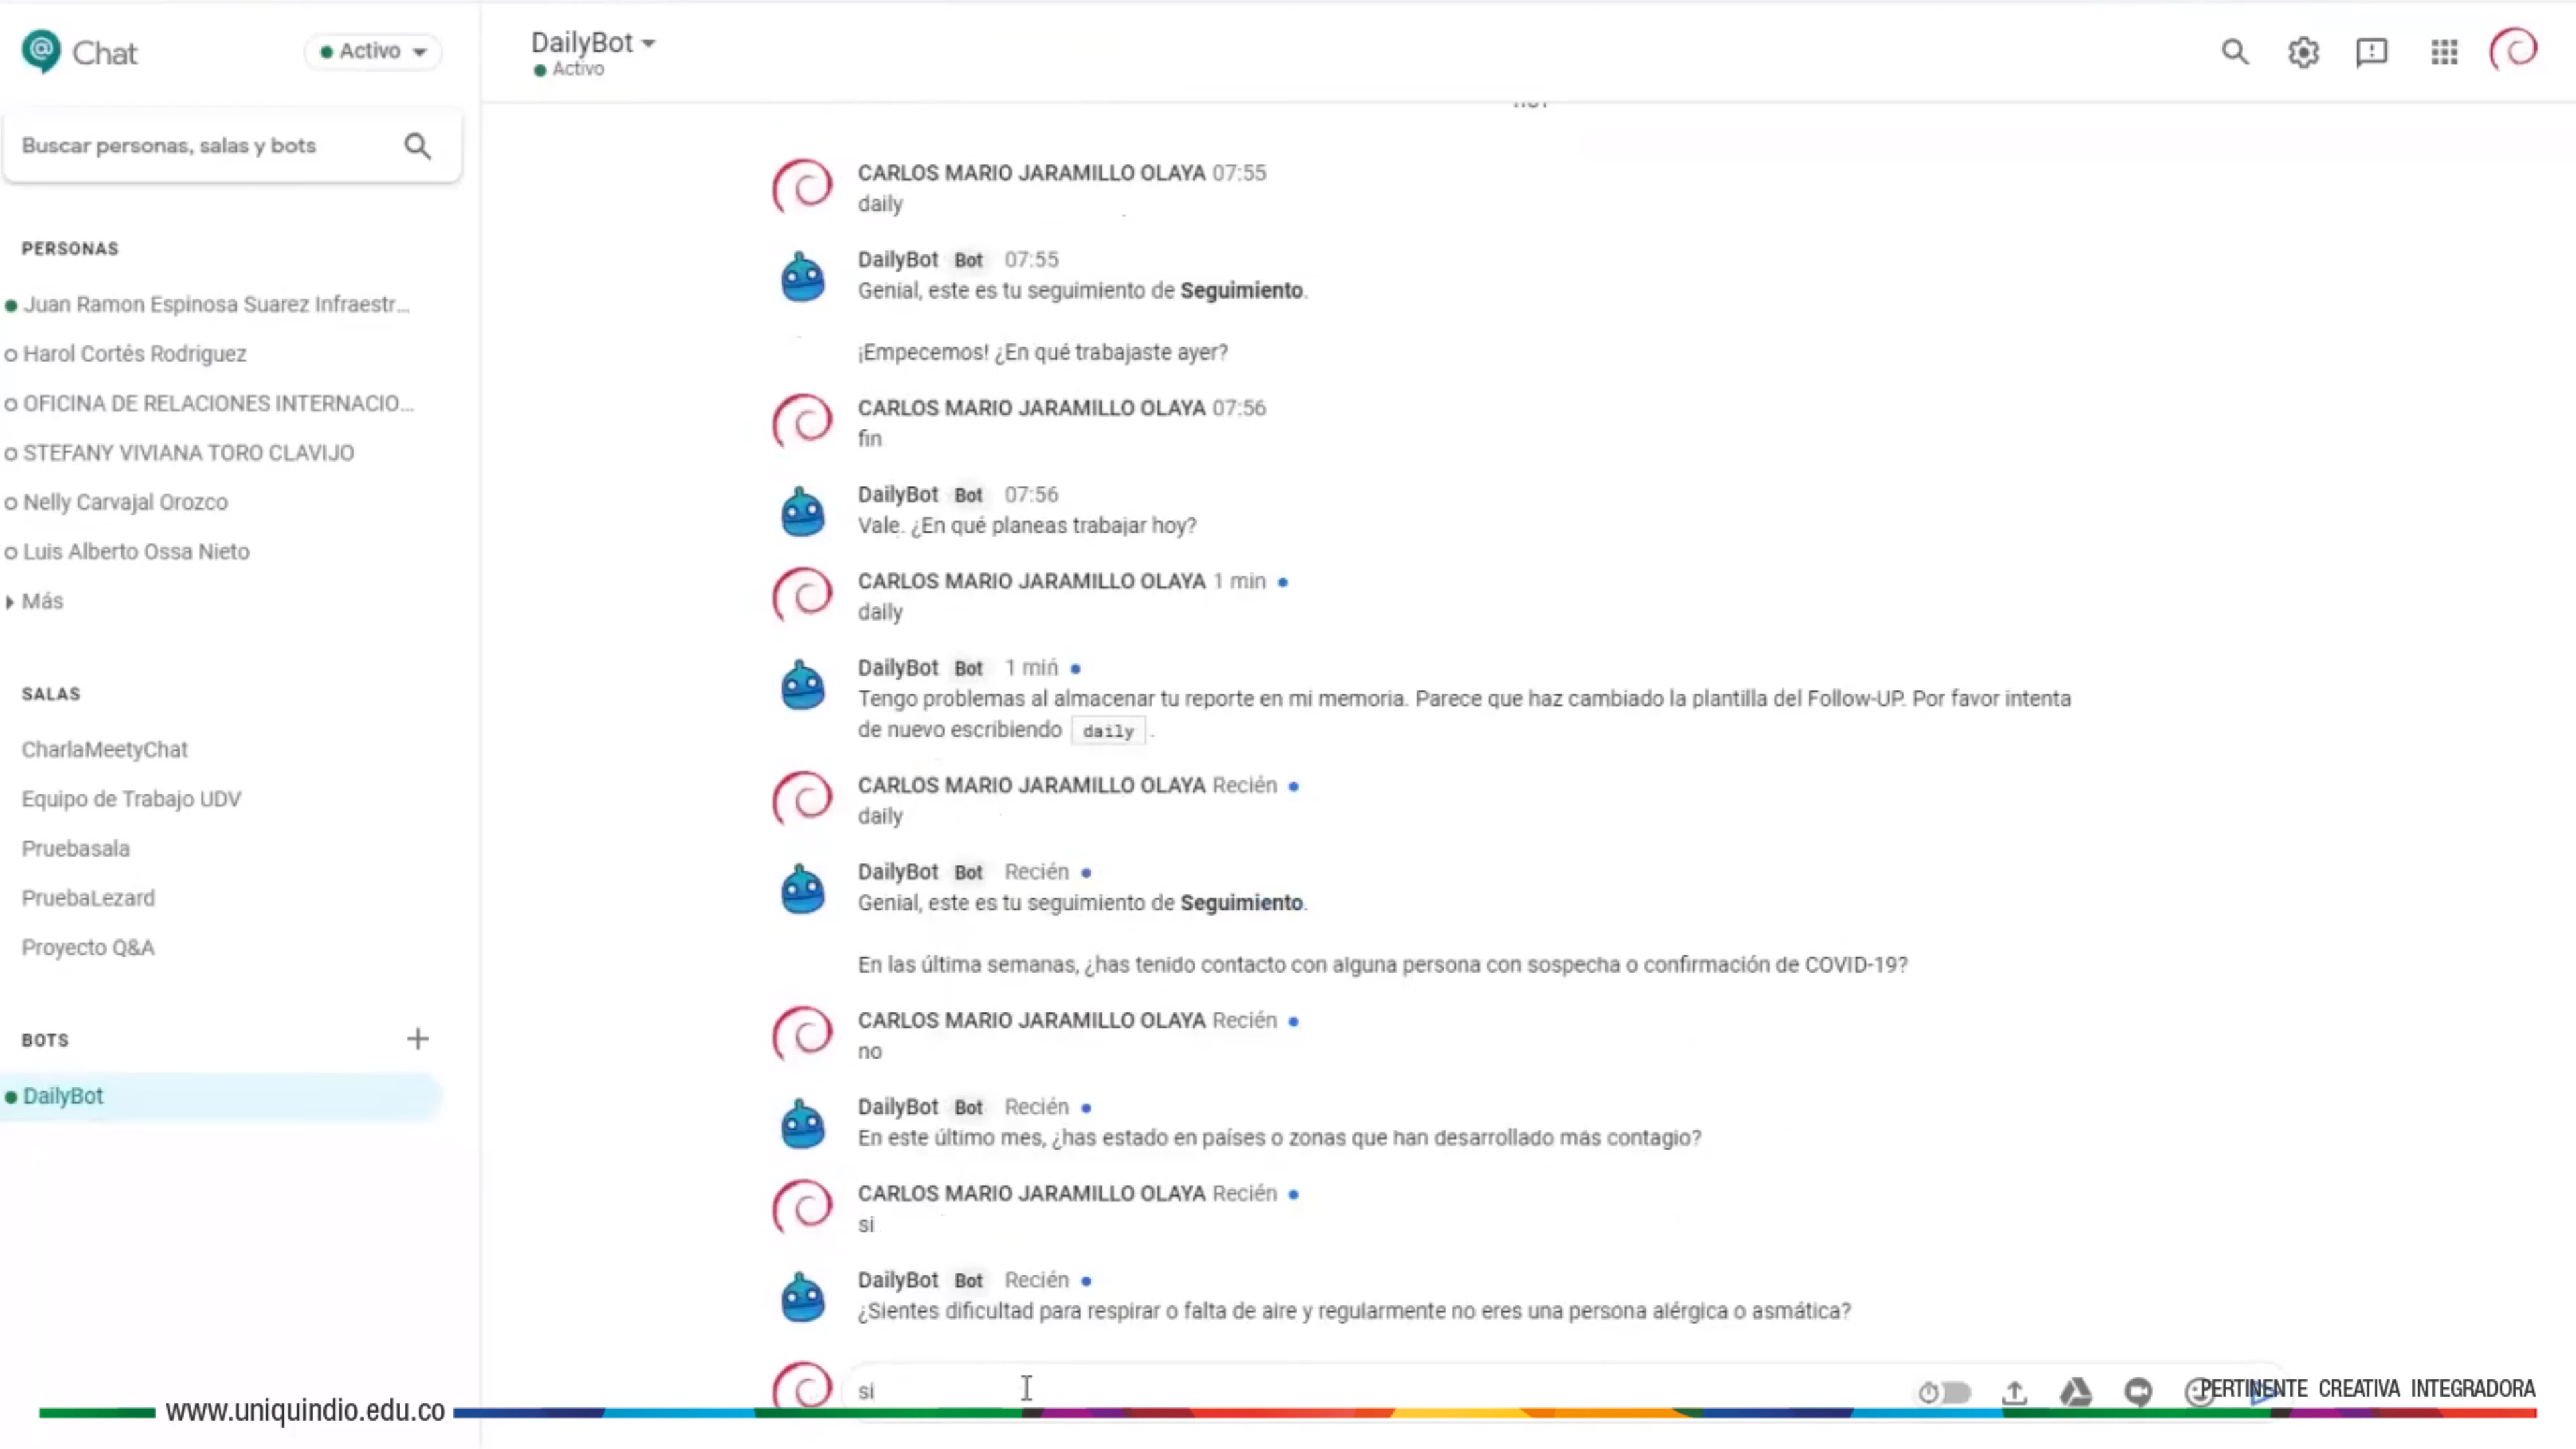 Chat
Activo
Buscar personas, salas y bots
PERSONAS
Juan Ramon Espinosa Suarez Infraestr...
Harol Cortés Rodriguez
OFICINA DE RELACIONES INTERNACIO...
STEFANY VIVIANA TORO CLAVIJO
Nelly Carvajal Orozco
Luis Alberto Ossa Nieto
Más
SALAS
CharlaMeetyChat
Equipo de Trabajo UDV
Pruebasala
PruebaLezard
Proyecto Q&A
BOTS
DailyBot
DailyBot
Activo
CARLOS MARIO JARAMILLO OLAYA 07:55
daily
DailyBot Bot 07:55
Genial, este es tu seguimiento de Seguimiento.
¡Empecemos! ¿En qué trabajaste ayer?
CARLOS MARIO JARAMILLO OLAYA 07:56
fin
DailyBot Bot 07:56
Vale. ¿En qué planeas trabajar hoy?
CARLOS MARIO JARAMILLO OLAYA 1 min
daily
DailyBot Bot 1 min
Tengo problemas al almacenar tu reporte en mi memoria. Parece que haz cambiado la plantilla del Follow-UP. Por favor intenta
de nuevo escribiendo daily .
CARLOS MARIO JARAMILLO OLAYA Recién
daily
DailyBot Bot Recién
Genial, este es tu seguimiento de Seguimiento.
En las última semanas, ¿has tenido contacto con alguna persona con sospecha o confirmación de COVID-19?
CARLOS MARIO JARAMILLO OLAYA Recién
no
DailyBot Bot Recién
En este último mes, ¿has estado en países o zonas que han desarrollado más contagio?
CARLOS MARIO JARAMILLO OLAYA Recién
si
DailyBot Bot Recién
¿Sientes dificultad para respirar o falta de aire y regularmente no eres una persona alérgica o asmática?
si
www.uniquindio.edu.co
PERTINENTE CREATIVA INTEGRADORA